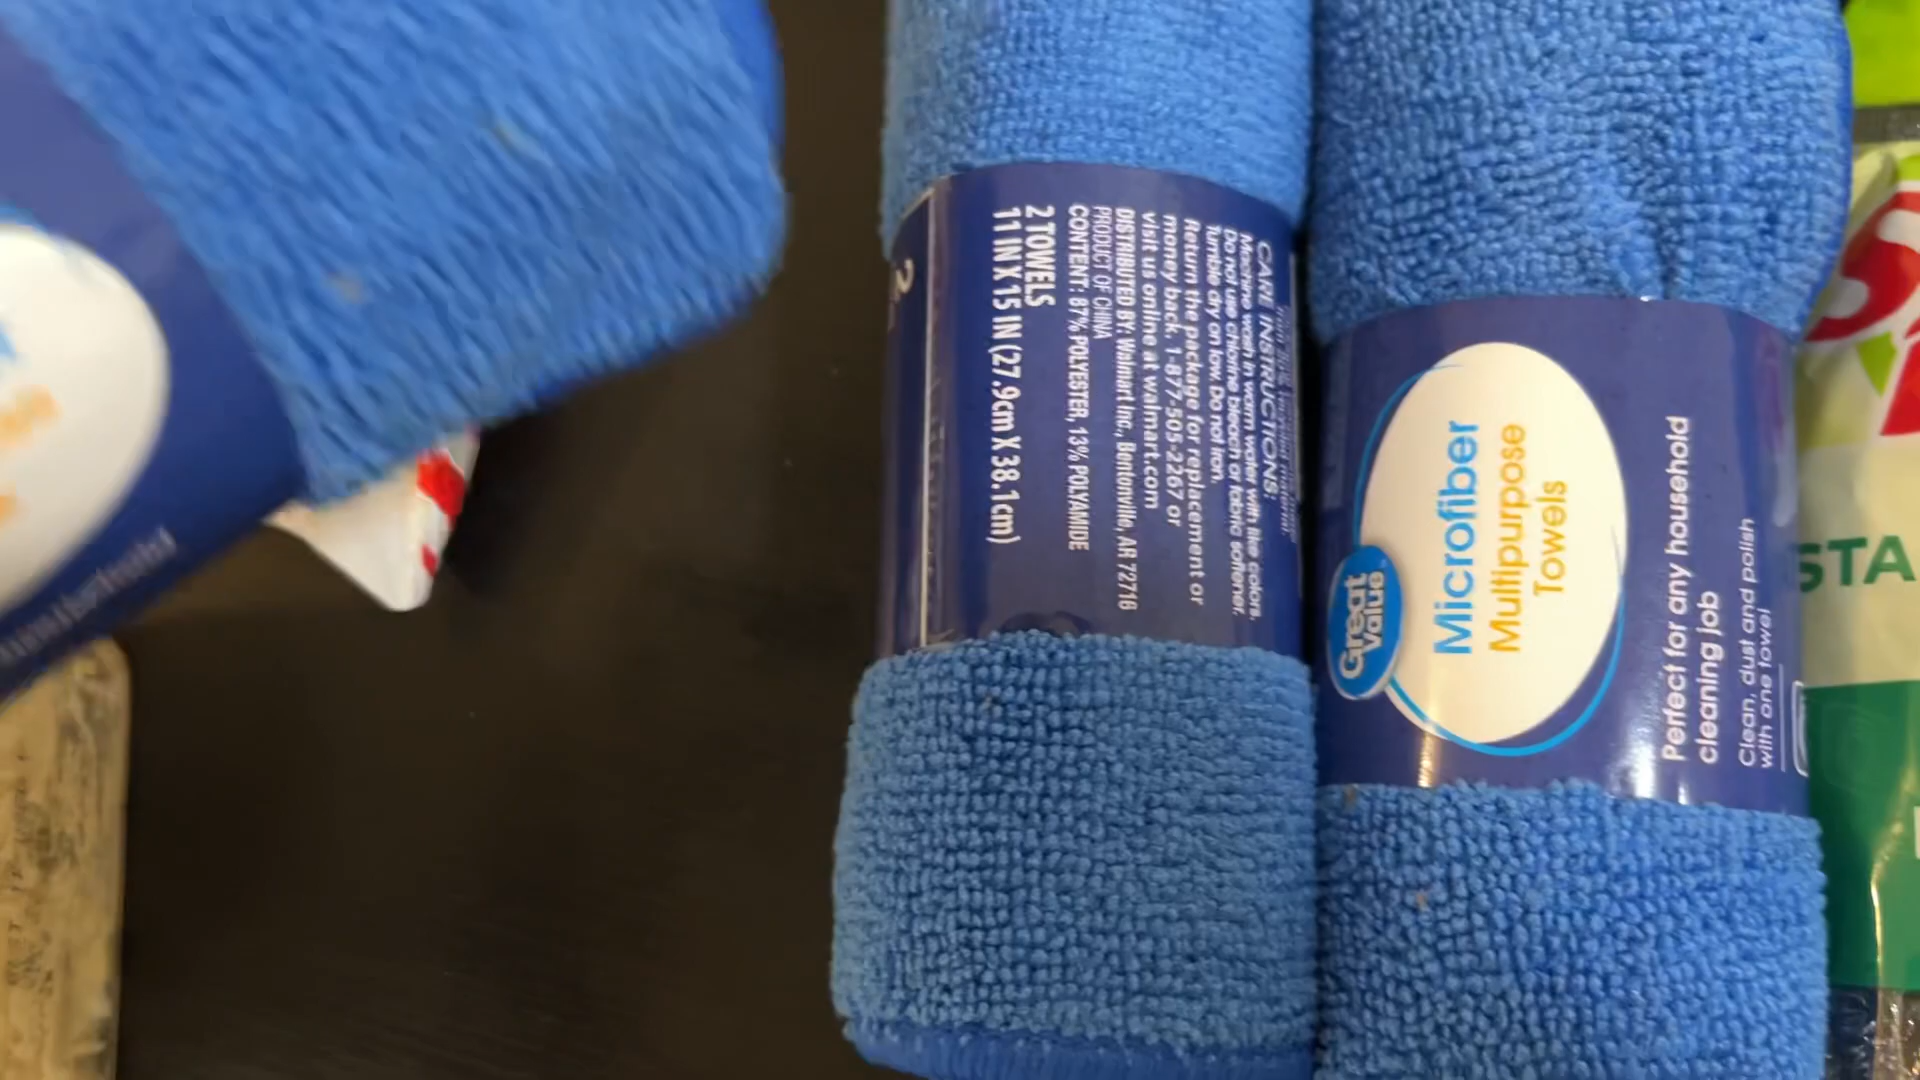 CARE INSTRUCTIONS:
Machine wash in warm water with like colors.
Do not use chlorine bleach or fabric softener.
Tumble dry on low. Do not iron.
Return the package for replacement or
money back. 1-877-505-2267 or
visit us online at walmart.com
DISTRIBUTED BY: Walmart Inc., Bentonville, AR 72716
PRODUCT OF CHINA
CONTENT: 87% POLYESTER, 13% POLYAMIDE
2 TOWELS
11 IN X 15 IN (27.9cm X 38.1cm)
Great
Value
Microfiber
Multipurpose
Towels
Perfect for any household
cleaning job
Clean, dust and polish
with one towel
STA